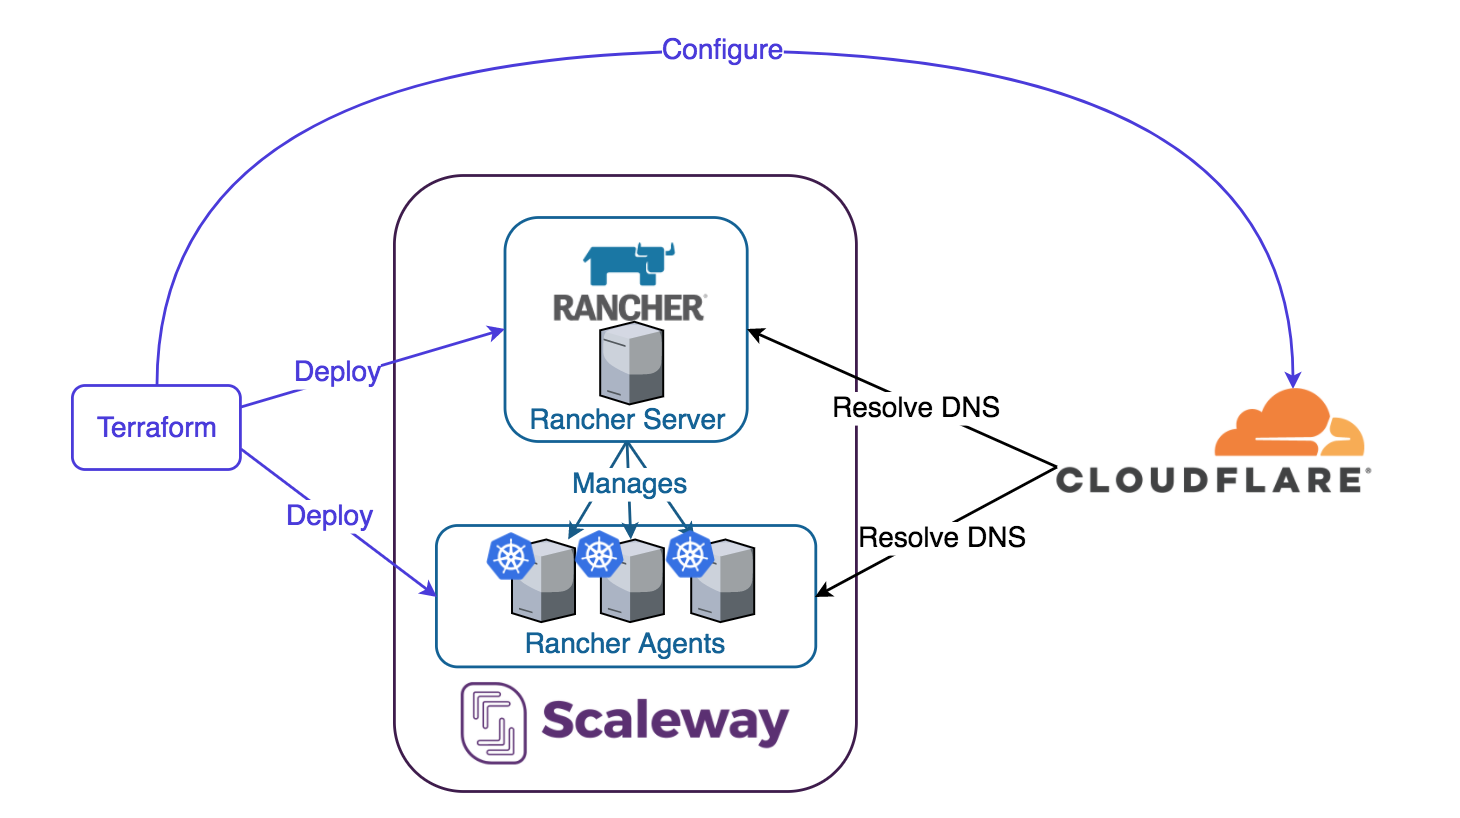 Configure
RANCHER®
Deploy
Rancher Server
Resolve DNS
Terraform
CLOUDFLARE®
Manages
Deploy
Resolve DNS
Rancher Agents
Scaleway